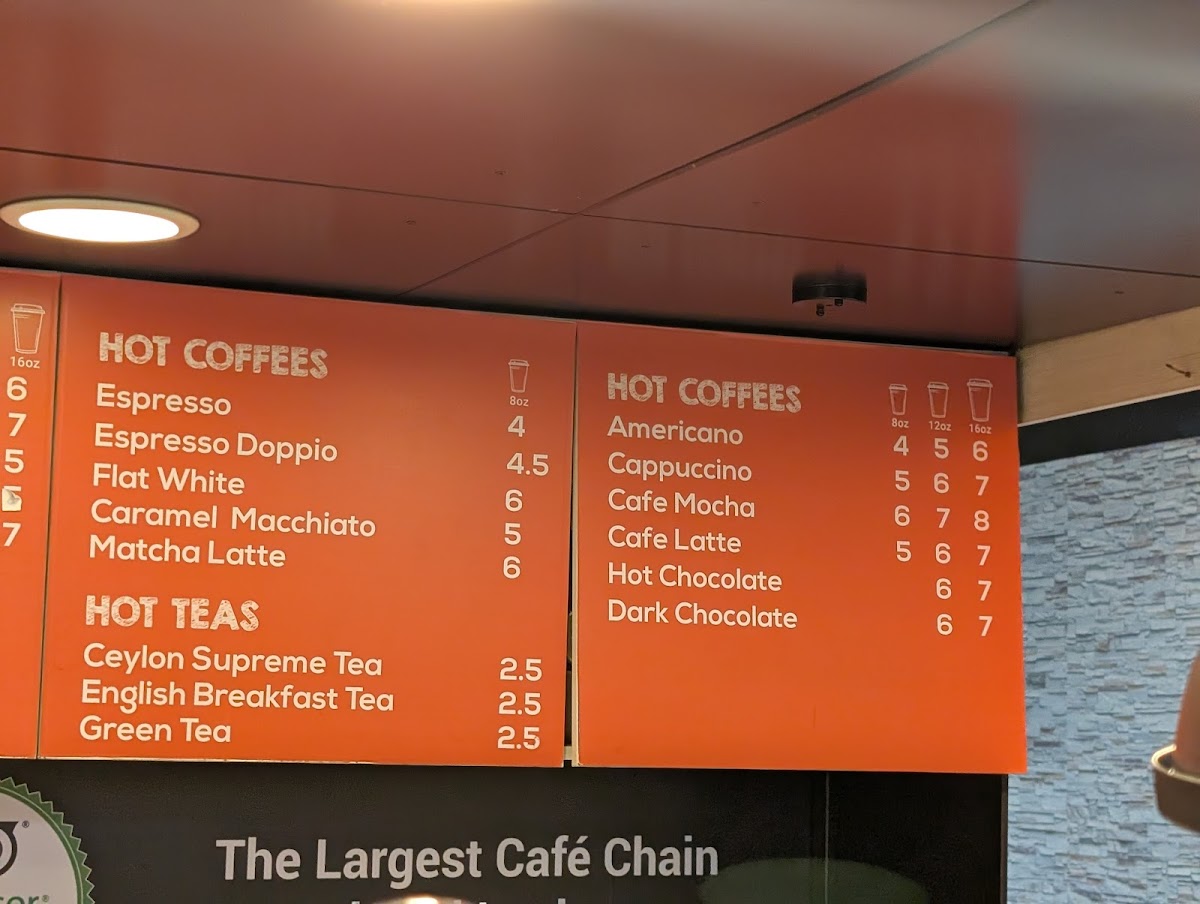 16oz
6
7
5
7
HOT COFFEES
8oz
Espresso 4
Espresso Doppio 4.5
Flat White 6
Caramel Macchiato 5
Matcha Latte 6
HOT TEAS
Ceylon Supreme Tea 2.5
English Breakfast Tea 2.5
Green Tea 2.5
HOT COFFEES
8oz 12oz 16oz
Americano 4 5 6
Cappuccino 5 6 7
Cafe Mocha 6 7 8
Cafe Latte 5 6 7
Hot Chocolate 6 7
Dark Chocolate 6 7
The Largest Café Chain